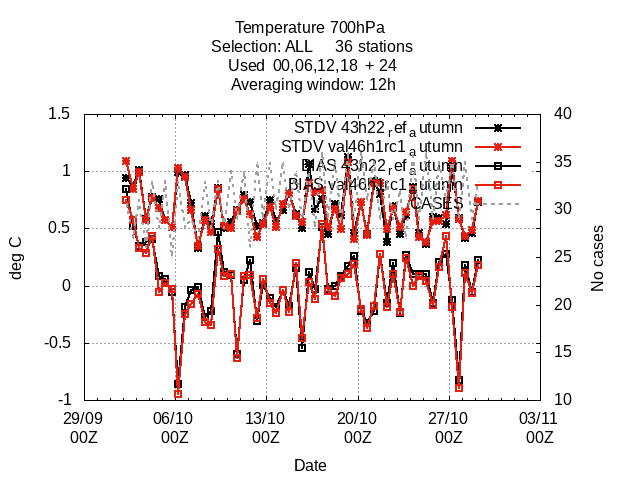 Temperature 700hPa
Selection: ALL 36 stations
Used 00,06,12,18 + 24
Averaging window: 12h
deg C
1.5
1
0.5
0
-0.5
-1
STDV 43h22_ref_autumn
STDV val46h1rc1_autumn
BIAS 43h22_ref_autumn
BIAS val46h1rc1_autumn
CASES
40
35
30
25
20
15
10
No cases
29/09 06/10 13/10 20/10 27/10 03/11
00Z 00Z 00Z 00Z 00Z 00Z
Date